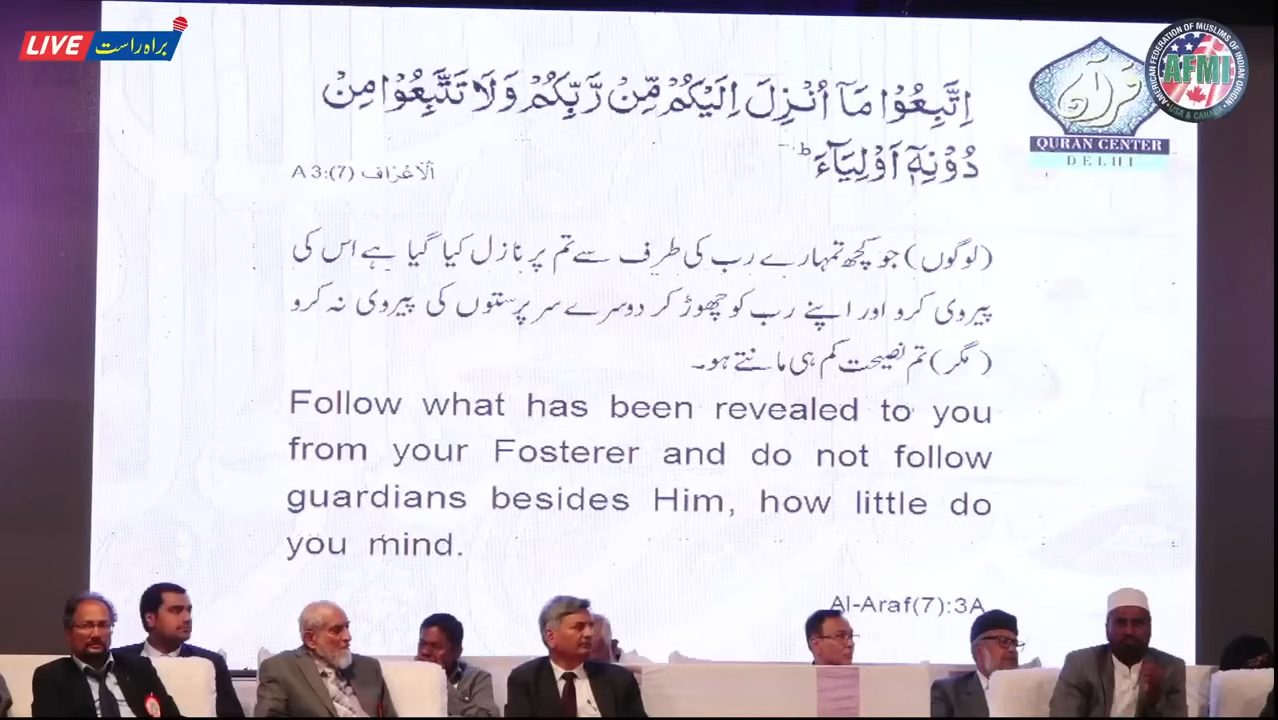 LIVE براہ راست
AMERICAN FEDERATION OF MUSLIMS OF INDIAN ORIGIN
AFMI
USA & CANADA
قرآن
QURAN CENTER
DELHI
اِتَّبِعُوْا مَآ اُنْزِلَ اِلَيْكُمْ مِّنْ رَّبِّكُمْ وَلَا تَتَّبِعُوْا مِنْ
دُوْنِهٖٓ اَوْلِيَآءَ ؕ
اَلْاَعْرَاف A 3:(7)
(لوگوں) جو کچھ تمہارے رب کی طرف سے تم پر نازل کیا گیا ہے اس کی
پیروی کرو اور اپنے رب کو چھوڑ کر دوسرے سرپرستوں کی پیروی نہ کرو
(مگر) تم نصیحت کم ہی مانتے ہو۔
Follow what has been revealed to you
from your Fosterer and do not follow
guardians besides Him, how little do
you mind.
Al-Araf(7):3A